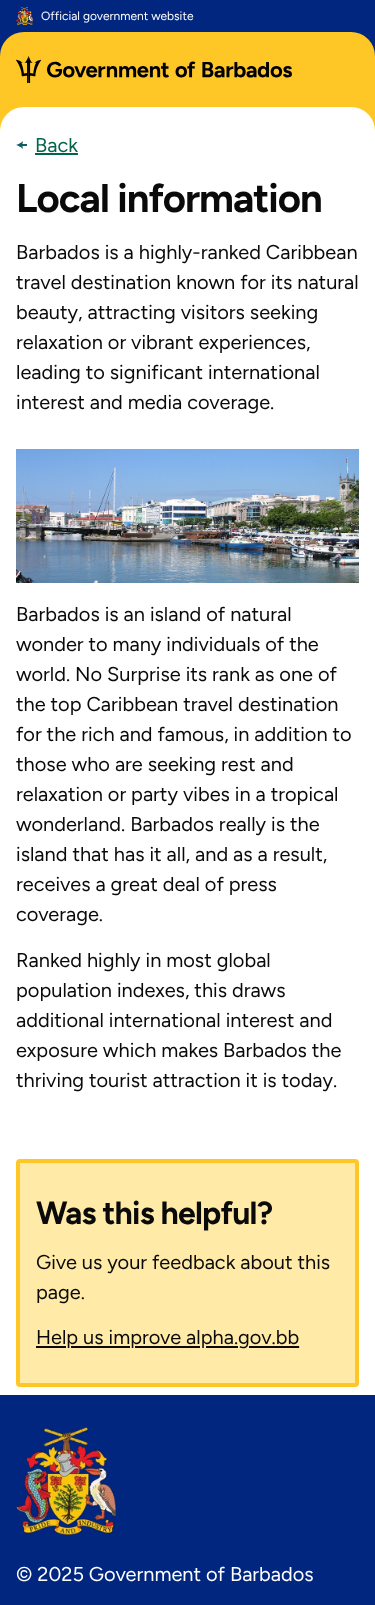 Official government website
Government of Barbados
Back
Local information
Barbados is a highly-ranked Caribbean
travel destination known for its natural
beauty, attracting visitors seeking
relaxation or vibrant experiences,
leading to significant international
interest and media coverage.
Barbados is an island of natural
wonder to many individuals of the
world. No Surprise its rank as one of
the top Caribbean travel destination
for the rich and famous, in addition to
those who are seeking rest and
relaxation or party vibes in a tropical
wonderland. Barbados really is the
island that has it all, and as a result,
receives a great deal of press
coverage.
Ranked highly in most global
population indexes, this draws
additional international interest and
exposure which makes Barbados the
thriving tourist attraction it is today.
Was this helpful?
Give us your feedback about this
page.
Help us improve alpha.gov.bb
PRIDE AND INDUSTRY
© 2025 Government of Barbados